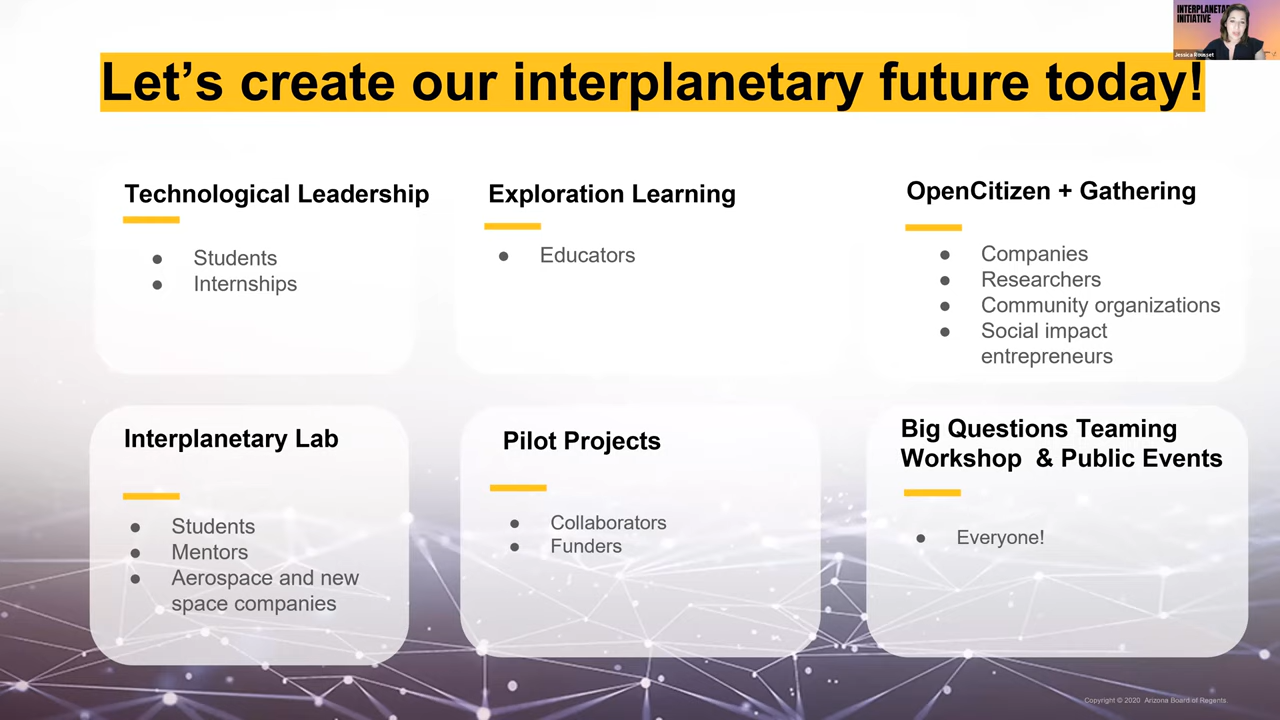 INTERPLANETARY
INITIATIVE
Jessica Rousset
Let's create our interplanetary future today!
Technological Leadership
● Students
● Internships
Exploration Learning
● Educators
OpenCitizen + Gathering
● Companies
● Researchers
● Community organizations
● Social impact
entrepreneurs
Interplanetary Lab
● Students
● Mentors
● Aerospace and new
space companies
Pilot Projects
● Collaborators
● Funders
Big Questions Teaming
Workshop & Public Events
● Everyone!
Copyright © 2020 Arizona Board of Regents